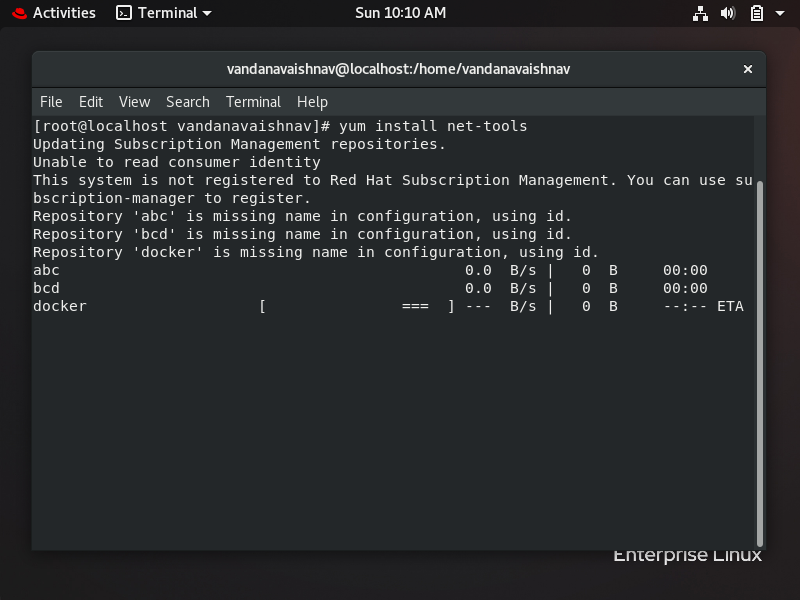 Activities Terminal Sun 10:10 AM
vandanavaishnav@localhost:/home/vandanavaishnav
File Edit View Search Terminal Help
[root@localhost vandanavaishnav]# yum install net-tools
Updating Subscription Management repositories.
Unable to read consumer identity
This system is not registered to Red Hat Subscription Management. You can use su
bscription-manager to register.
Repository 'abc' is missing name in configuration, using id.
Repository 'bcd' is missing name in configuration, using id.
Repository 'docker' is missing name in configuration, using id.
abc                                             0.0  B/s |   0  B     00:00
bcd                                             0.0  B/s |   0  B     00:00
docker                   [               ===  ] ---  B/s |   0  B     --:-- ETA
Enterprise Linux